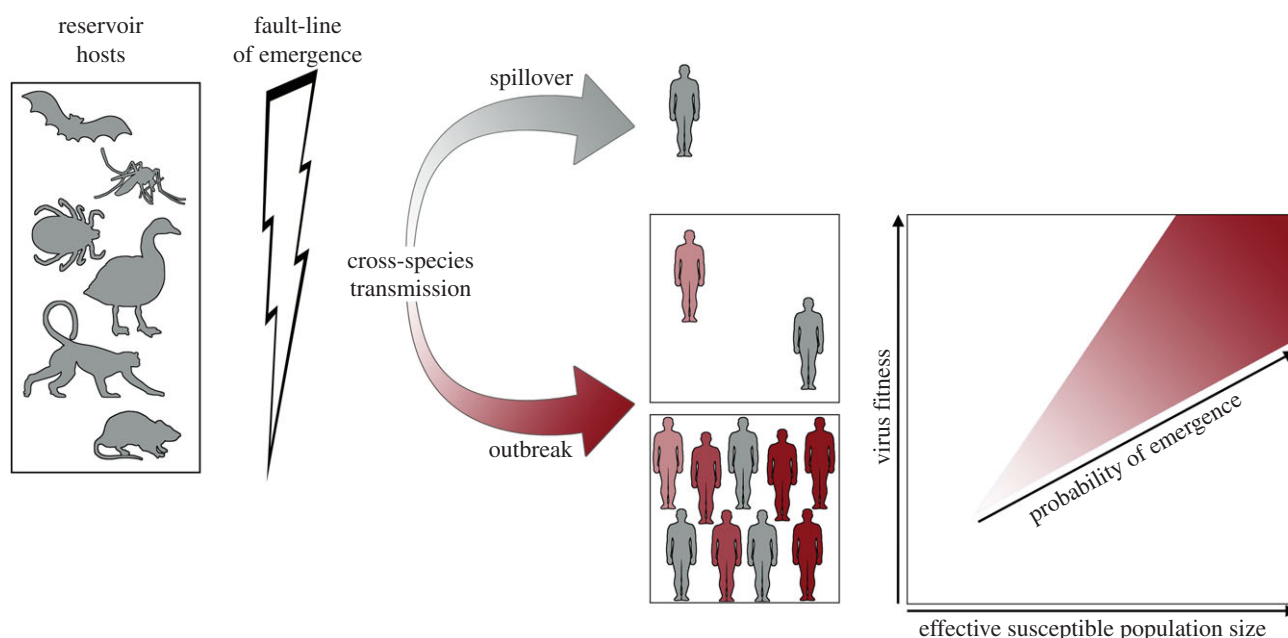 reservoir
hosts
fault-line
of emergence
spillover
cross-species
transmission
outbreak
virus fitness
probability of emergence
effective susceptible population size